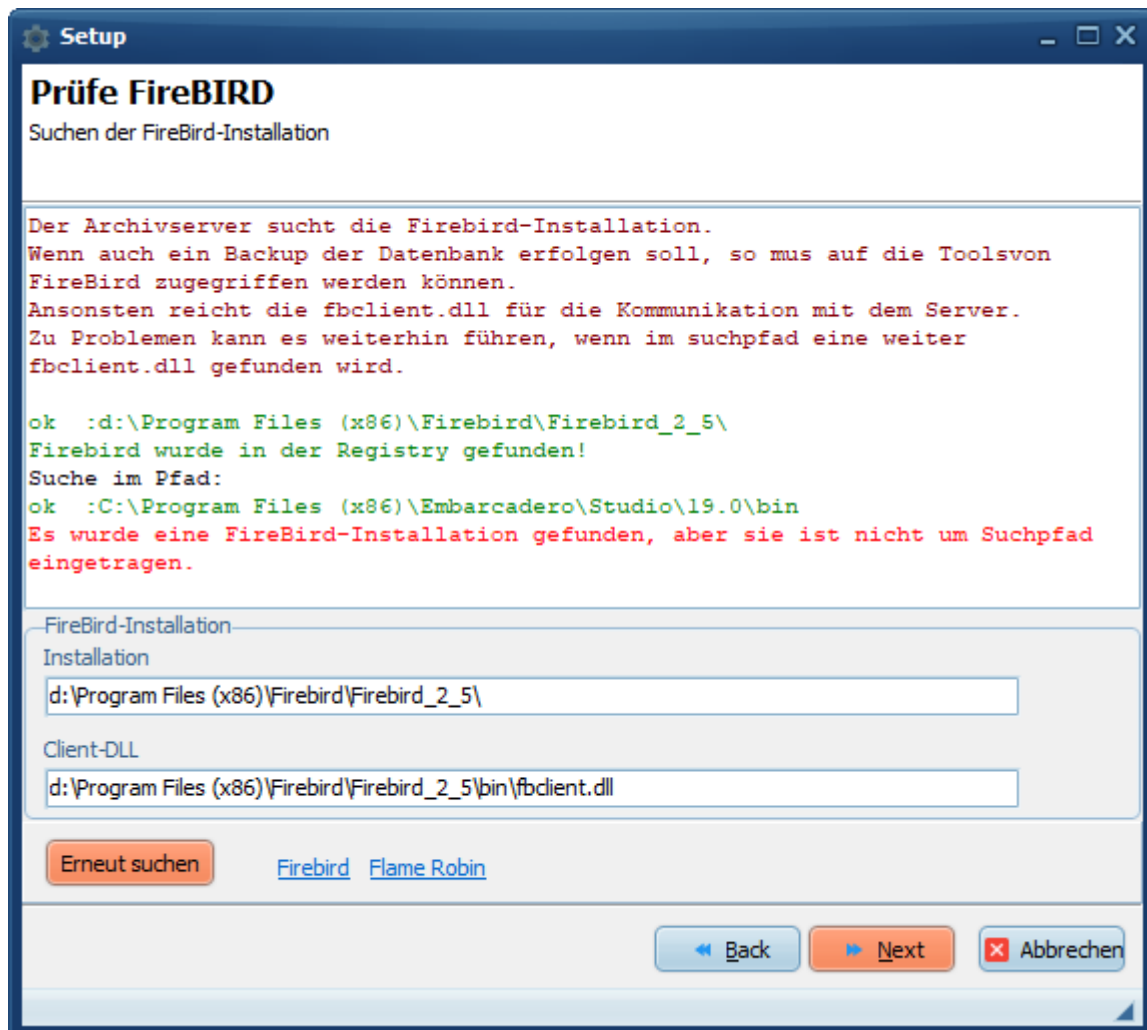 Setup
Prüfe FireBIRD
Suchen der FireBird-Installation
Der Archivserver sucht die Firebird-Installation.
Wenn auch ein Backup der Datenbank erfolgen soll, so mus auf die Toolsvon
FireBird zugegriffen werden können.
Ansonsten reicht die fbclient.dll für die Kommunikation mit dem Server.
Zu Problemen kann es weiterhin führen, wenn im suchpfad eine weiter
fbclient.dll gefunden wird.
ok  :d:\Program Files (x86)\Firebird\Firebird_2_5\
Firebird wurde in der Registry gefunden!
Suche im Pfad:
ok  :C:\Program Files (x86)\Embarcadero\Studio\19.0\bin
Es wurde eine FireBird-Installation gefunden, aber sie ist nicht um Suchpfad
eingetragen.
FireBird-Installation
Installation
d:\Program Files (x86)\Firebird\Firebird_2_5\
Client-DLL
d:\Program Files (x86)\Firebird\Firebird_2_5\bin\fbclient.dll
Erneut suchen Firebird Flame Robin
Back Next Abbrechen